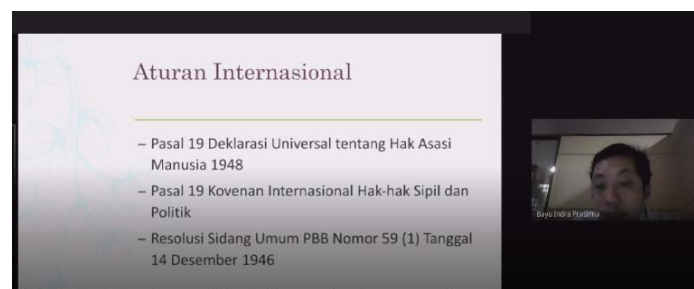 Aturan Internasional
– Pasal 19 Deklarasi Universal tentang Hak Asasi
Manusia 1948
– Pasal 19 Kovenan Internasional Hak-hak Sipil dan
Politik
– Resolusi Sidang Umum PBB Nomor 59 (1) Tanggal
14 Desember 1946
Bayu Indra Pratama